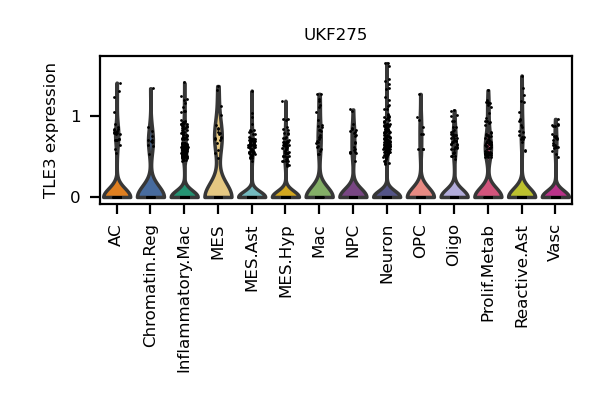 UKF275
TLE3 expression
1
0
AC
Chromatin.Reg
Inflammatory.Mac
MES
MES.Ast
MES.Hyp
Mac
NPC
Neuron
OPC
Oligo
Prolif.Metab
Reactive.Ast
Vasc